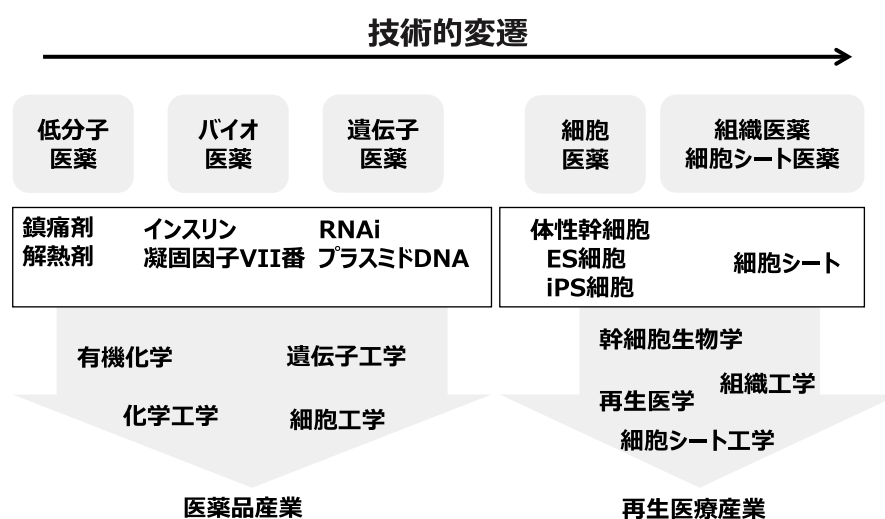 技術的変遷
低分子
医薬
バイオ
医薬
遺伝子
医薬
細胞
医薬
組織医薬
細胞シート医薬
鎮痛剤
解熱剤
インスリン
凝固因子VII番
RNAi
プラスミドDNA
体性幹細胞
ES細胞
iPS細胞
細胞シート
有機化学
遺伝子工学
化学工学
細胞工学
幹細胞生物学
組織工学
再生医学
細胞シート工学
医薬品産業
再生医療産業